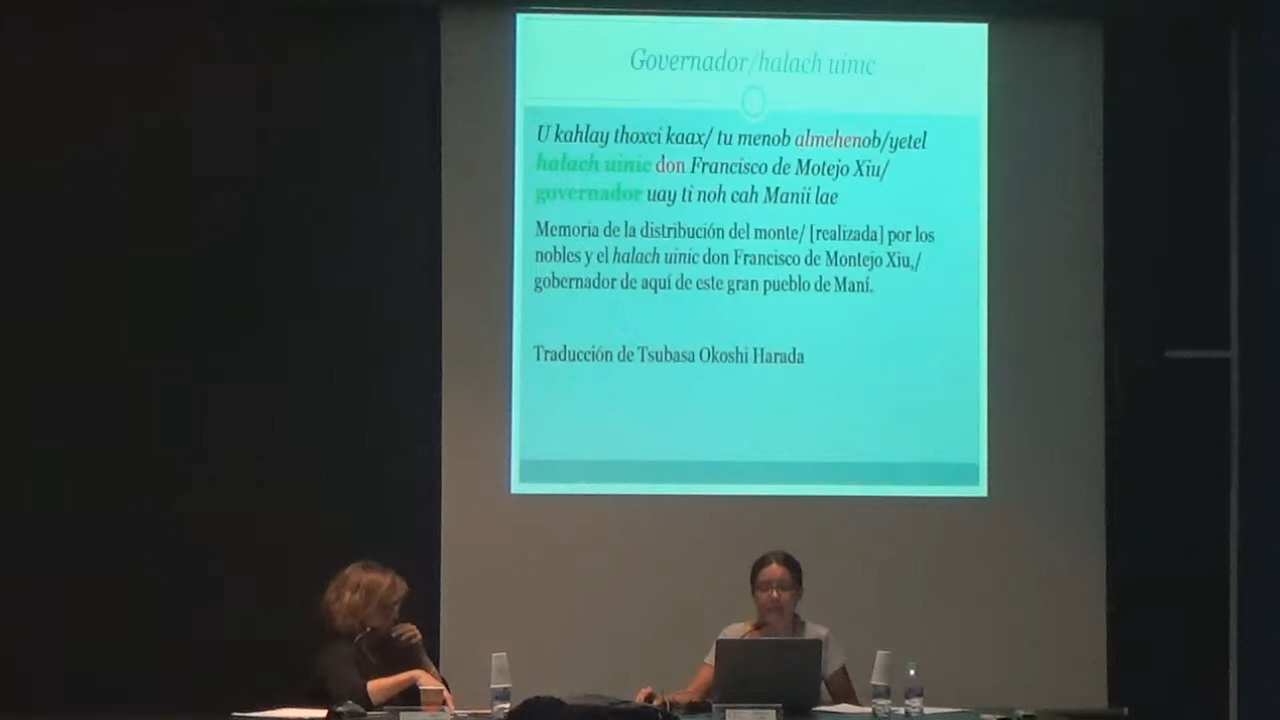 Governador/halach uinic
U kahlay thoxci kaax/ tu menob almehenob/yetel
halach uinic don Francisco de Motejo Xiu/
governador uay ti noh cah Manii lae
Memoria de la distribución del monte/ [realizada] por los
nobles y el halach uinic don Francisco de Montejo Xiu,/
gobernador de aquí de este gran pueblo de Maní.
Traducción de Tsubasa Okoshi Harada